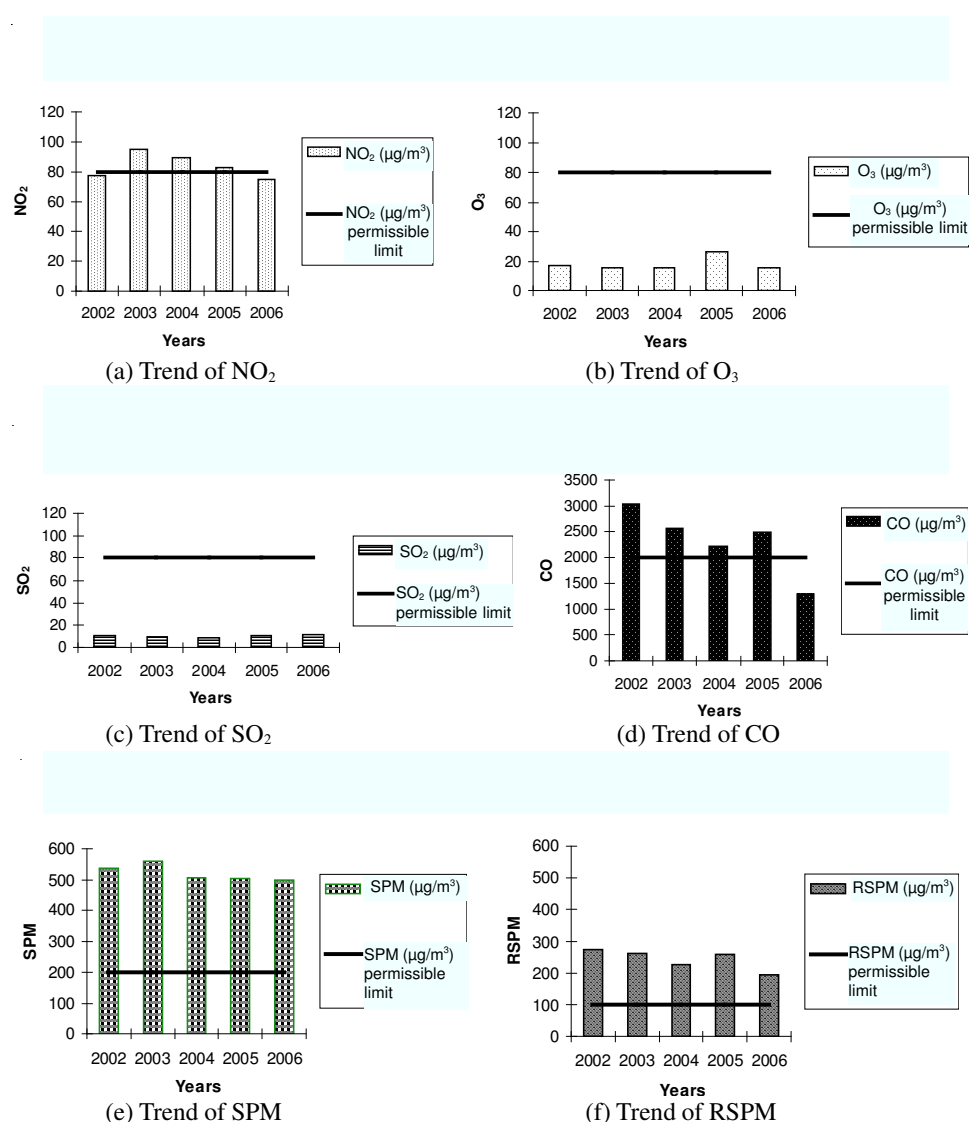 120
100
80
60
40
20
0
NO₂
2002 2003 2004 2005 2006
Years
NO₂ (µg/m³)
NO₂ (µg/m³)
permissible
limit
(a) Trend of NO₂
120
100
80
60
40
20
0
O₃
2002 2003 2004 2005 2006
Years
O₃ (µg/m³)
O₃ (µg/m³)
permissible limit
(b) Trend of O₃
120
100
80
60
40
20
0
SO₂
2002 2003 2004 2005 2006
Years
SO₂ (µg/m³)
SO₂ (µg/m³)
permissible limit
(c) Trend of SO₂
3500
3000
2500
2000
1500
1000
500
0
CO
2002 2003 2004 2005 2006
Years
CO (µg/m³)
CO (µg/m³)
permissible
limit
(d) Trend of CO
600
500
400
300
200
100
0
SPM
2002 2003 2004 2005 2006
Years
SPM (µg/m³)
SPM (µg/m³)
permissible
limit
(e) Trend of SPM
600
500
400
300
200
100
0
RSPM
2002 2003 2004 2005 2006
Years
RSPM (µg/m³)
RSPM (µg/m³)
permissible
limit
(f) Trend of RSPM